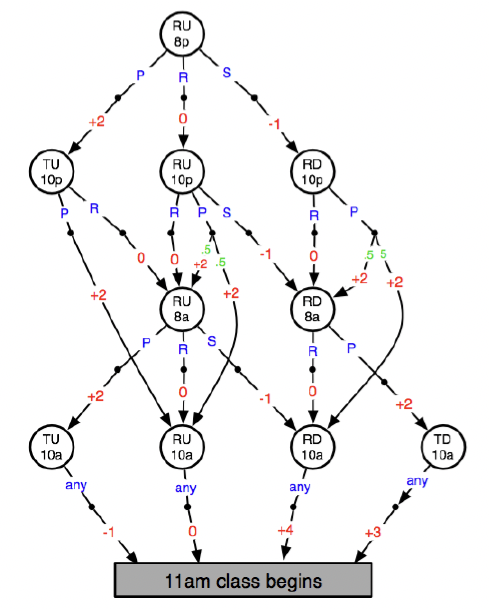 RU
8p
P
R
S
+2
0
-1
TU
10p
RU
10p
RD
10p
P
R
R
P
S
R
P
.5
.5
.5
.5
0
0
+2
-1
0
+2
+2
+2
+2
RU
8a
RD
8a
P
R
S
R
P
+2
0
-1
0
+2
TU
10a
RU
10a
RD
10a
TD
10a
any
any
any
any
-1
0
+4
+3
11am class begins